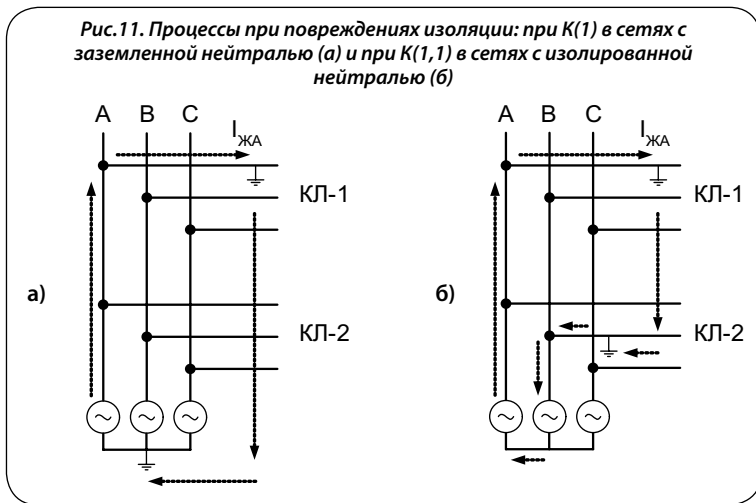 Рис.11. Процессы при повреждениях изоляции: при К(1) в сетях с
заземленной нейтралью (а) и при К(1,1) в сетях с изолированной
нейтралью (б)
A B C
IЖА
КЛ-1
а)
КЛ-2
A B C
IЖА
КЛ-1
б)
КЛ-2